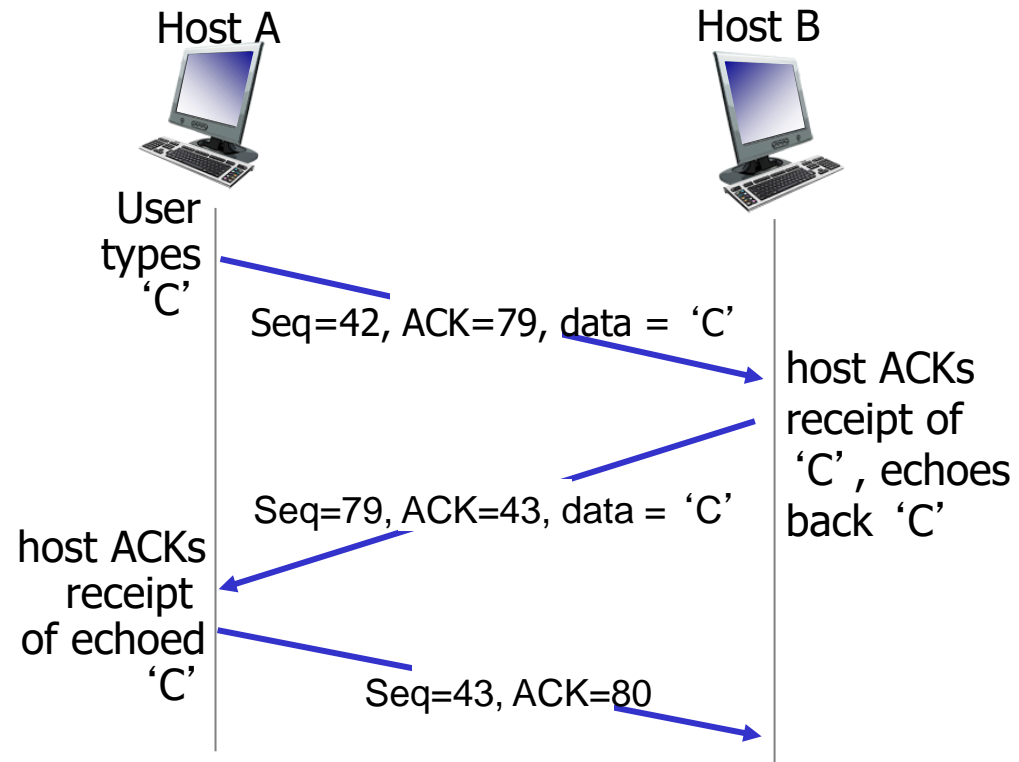 Host A
Host B
User
types
‘C’
Seq=42, ACK=79, data = ‘C’
host ACKs
receipt of
‘C’, echoes
back ‘C’
Seq=79, ACK=43, data = ‘C’
host ACKs
receipt
of echoed
‘C’
Seq=43, ACK=80